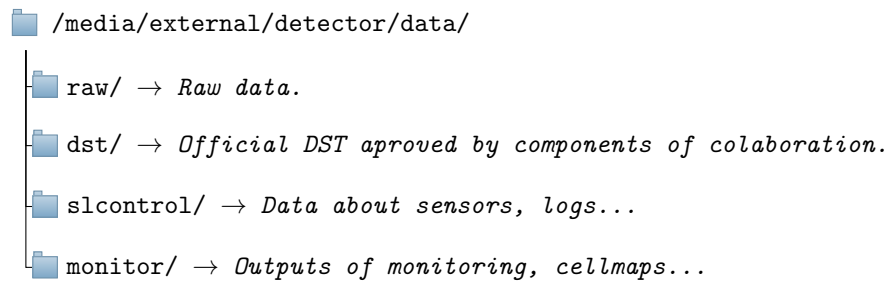 /media/external/detector/data/
raw/ → Raw data.
dst/ → Official DST aproved by components of colaboration.
slcontrol/ → Data about sensors, logs...
monitor/ → Outputs of monitoring, cellmaps...